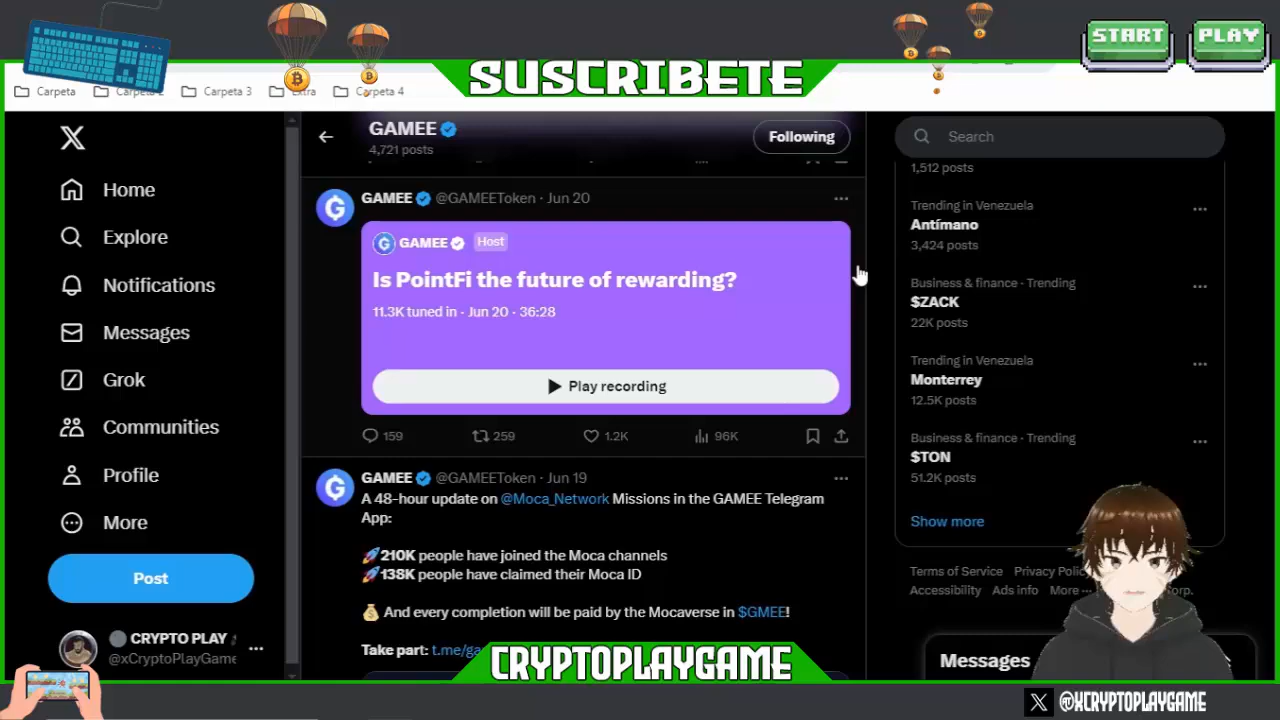 START PLAY
SUSCRIBETE
Carpeta
Carpeta 3
Extra
Carpeta 4
GAMEE
4,721 posts
Following
Search
Home
Explore
Notifications
Messages
Grok
Communities
Profile
More
Post
CRYPTO PLAY
@xCryptoPlayGame
GAMEE @GAMEEToken · Jun 20
GAMEE Host
Is PointFi the future of rewarding?
11.3K tuned in · Jun 20 · 36:28
Play recording
159 259 1.2K 96K
GAMEE @GAMEEToken · Jun 19
A 48-hour update on @Moca_Network Missions in the GAMEE Telegram
App:
🚀210K people have joined the Moca channels
🚀138K people have claimed their Moca ID
💰 And every completion will be paid by the Mocaverse in $GMEE!
Take part: t.me/ga
1,512 posts
Trending in Venezuela
Antímano
3,424 posts
Business & finance · Trending
$ZACK
22K posts
Trending in Venezuela
Monterrey
12.5K posts
Business & finance · Trending
$TON
51.2K posts
Show more
Terms of Service Privacy
Accessibility Ads info More ··· Corp.
Messages
CRYPTOPLAYGAME
X @XCRYPTOPLAYGAME